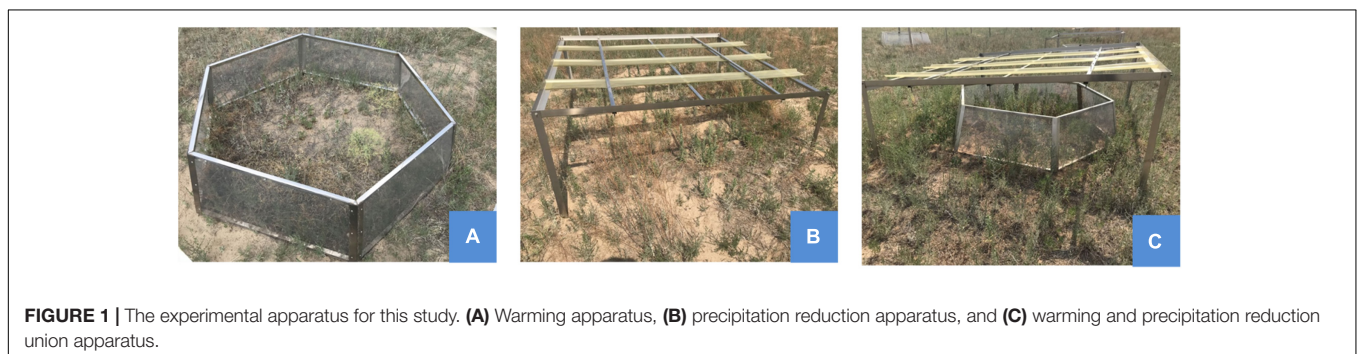 A
B
C
FIGURE 1 | The experimental apparatus for this study. (A) Warming apparatus, (B) precipitation reduction apparatus, and (C) warming and precipitation reduction
union apparatus.